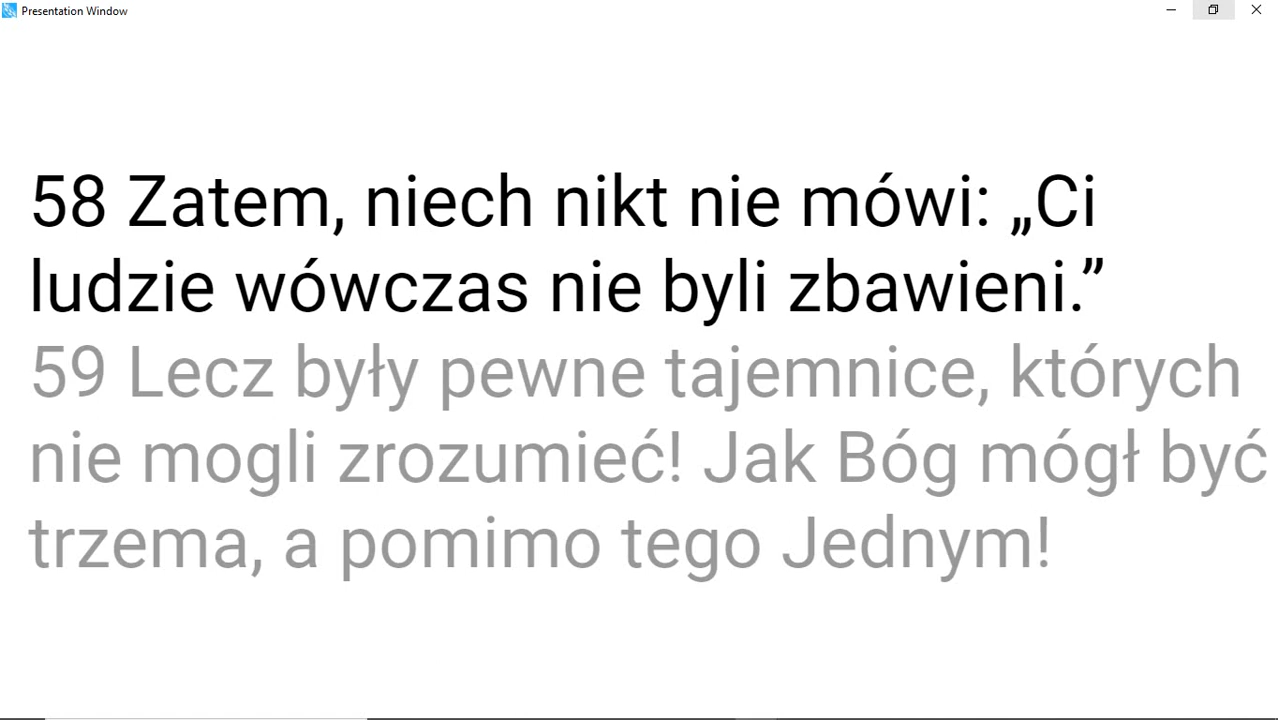 Presentation Window
58 Zatem, niech nikt nie mówi: „Ci
ludzie wówczas nie byli zbawieni.”
59 Lecz były pewne tajemnice, których
nie mogli zrozumieć! Jak Bóg mógł być
trzema, a pomimo tego Jednym!